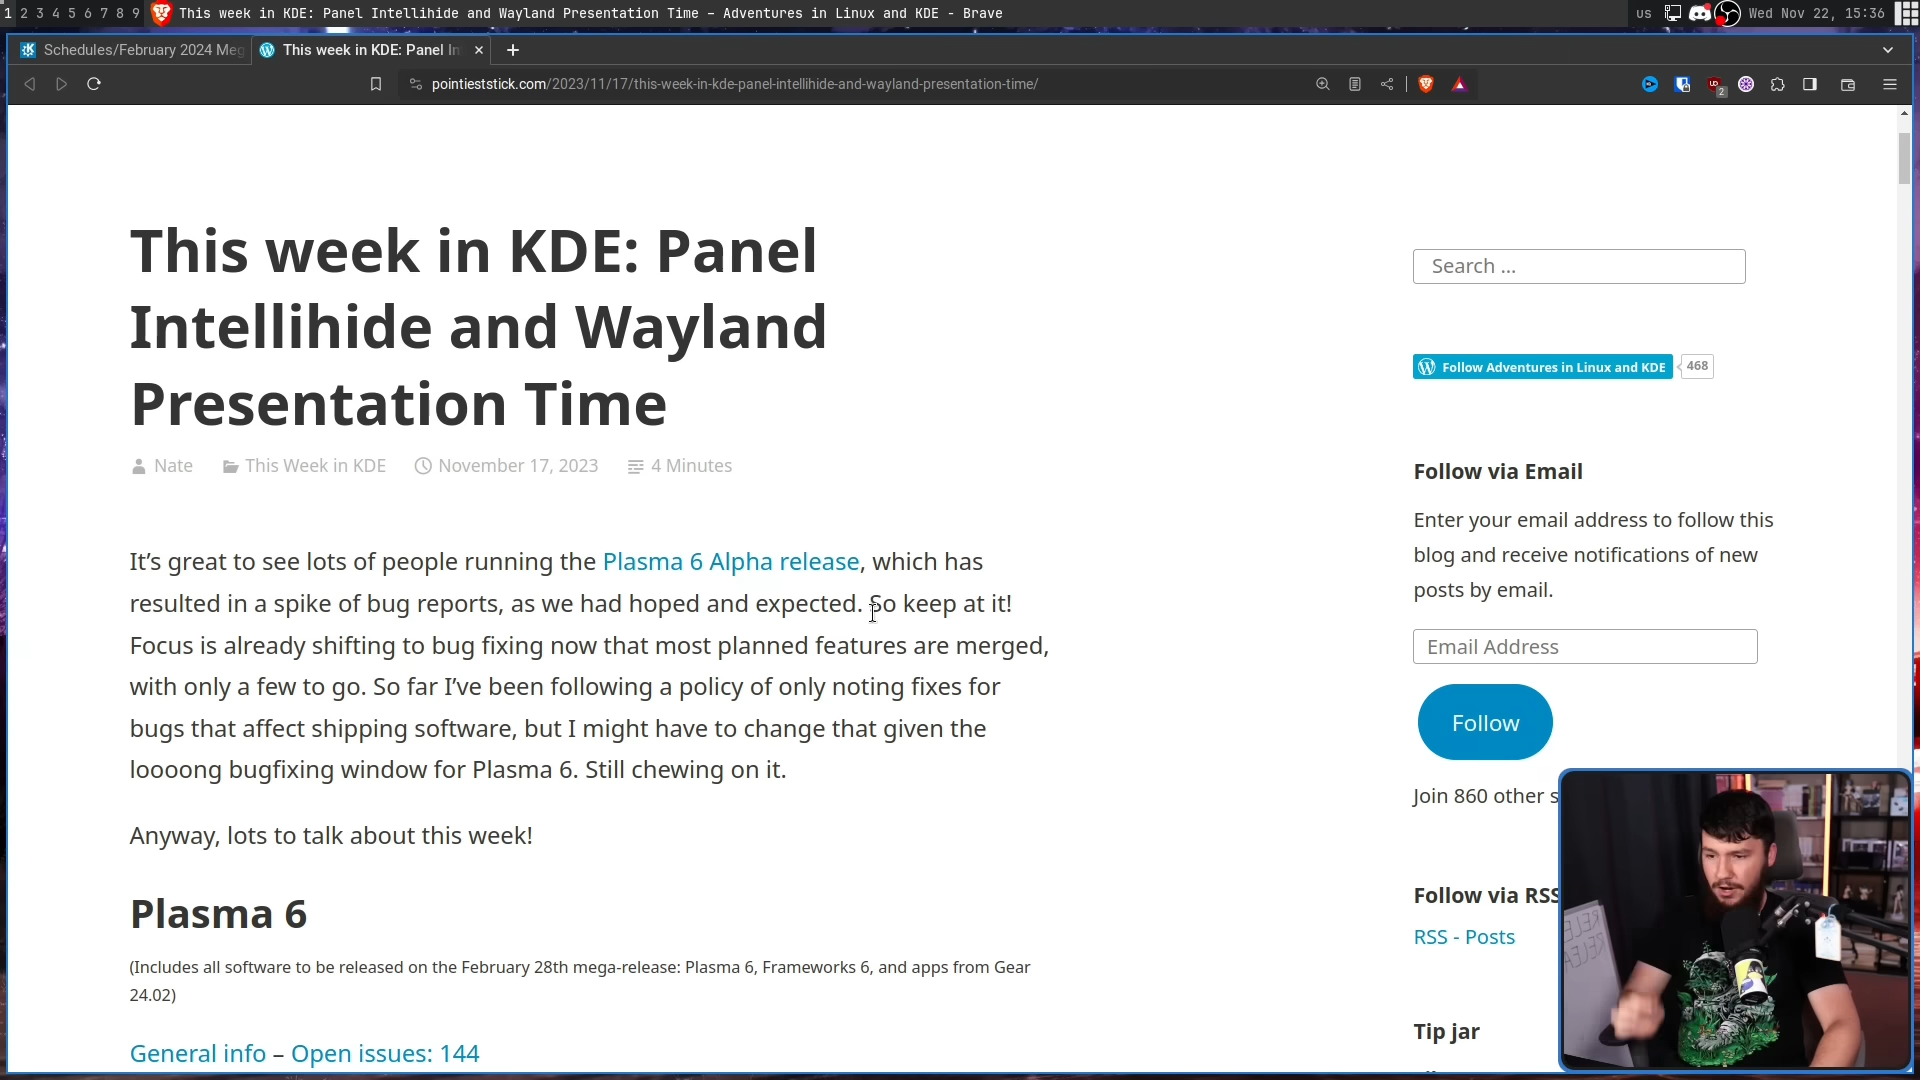 1 2 3 4 5 6 7 8 9 This week in KDE: Panel Intellihide and Wayland Presentation Time – Adventures in Linux and KDE - Brave
us Wed Nov 22, 15:36
Schedules/February 2024 Meg
This week in KDE: Panel In
pointieststick.com/2023/11/17/this-week-in-kde-panel-intellihide-and-wayland-presentation-time/
2
This week in KDE: Panel
Intellihide and Wayland
Presentation Time
Nate This Week in KDE November 17, 2023 4 Minutes
It’s great to see lots of people running the Plasma 6 Alpha release, which has
resulted in a spike of bug reports, as we had hoped and expected. So keep at it!
Focus is already shifting to bug fixing now that most planned features are merged,
with only a few to go. So far I’ve been following a policy of only noting fixes for
bugs that affect shipping software, but I might have to change that given the
loooong bugfixing window for Plasma 6. Still chewing on it.
Anyway, lots to talk about this week!
Plasma 6
(Includes all software to be released on the February 28th mega-release: Plasma 6, Frameworks 6, and apps from Gear
24.02)
General info – Open issues: 144
Search ...
Follow Adventures in Linux and KDE 468
Follow via Email
Enter your email address to follow this
blog and receive notifications of new
posts by email.
Email Address
Follow
Join 860 other s
Follow via RSS
RSS - Posts
Tip jar